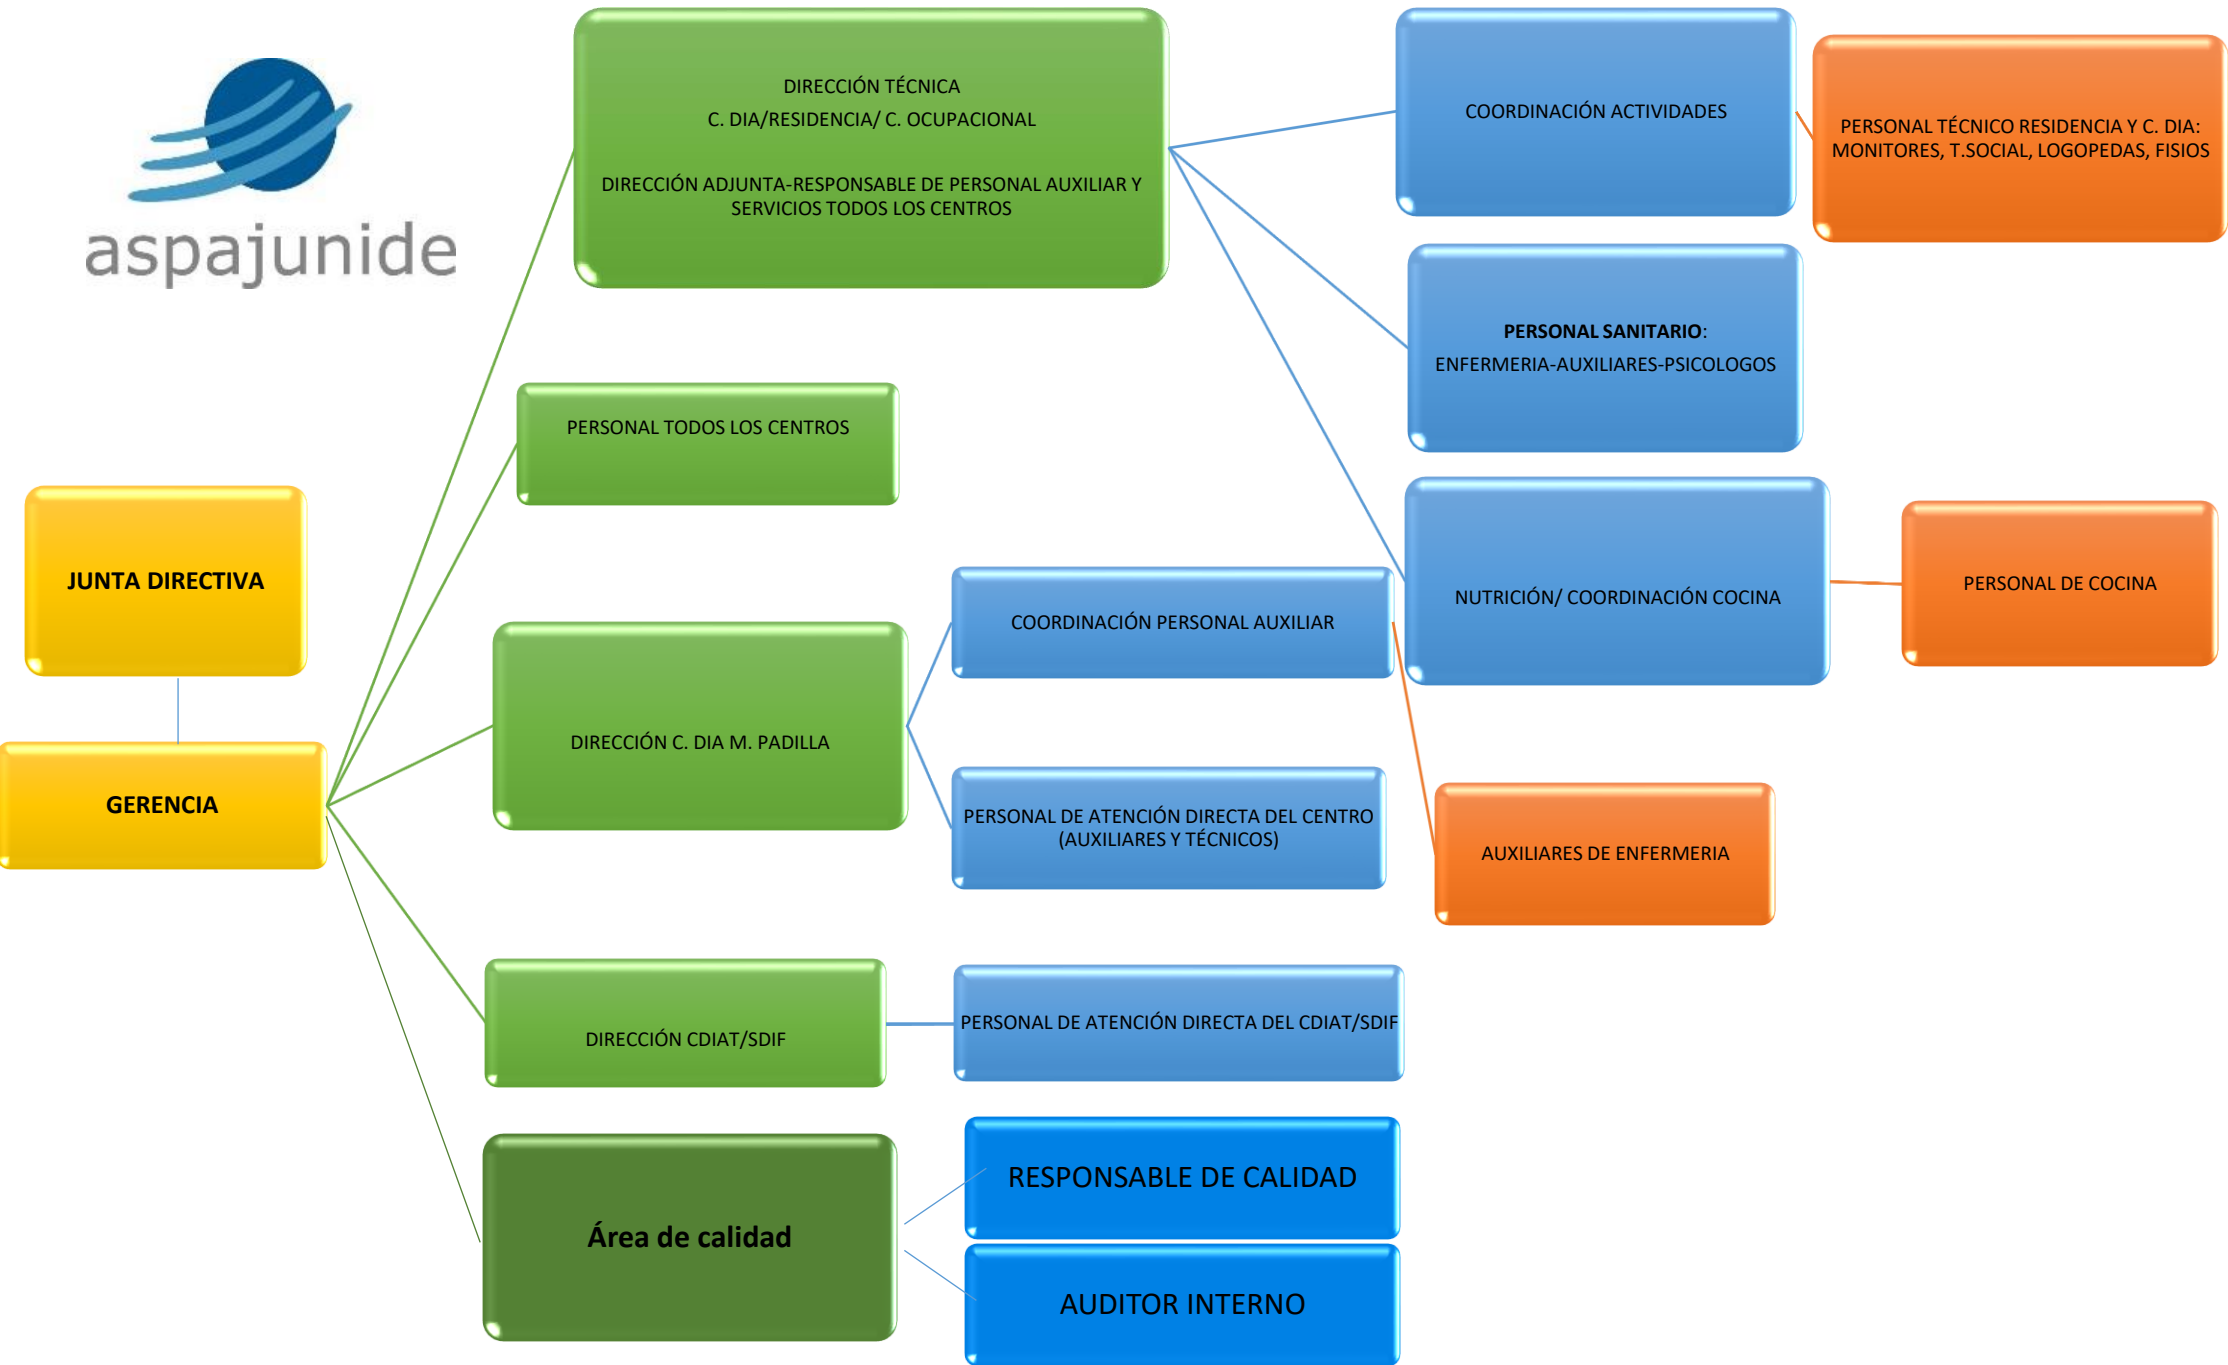 aspajunide
DIRECCIÓN TÉCNICA
C. DIA/RESIDENCIA/ C. OCUPACIONAL
DIRECCIÓN ADJUNTA-RESPONSABLE DE PERSONAL AUXILIAR Y
SERVICIOS TODOS LOS CENTROS
COORDINACIÓN ACTIVIDADES
PERSONAL TÉCNICO RESIDENCIA Y C. DIA:
MONITORES, T.SOCIAL, LOGOPEDAS, FISIOS
PERSONAL SANITARIO:
ENFERMERIA-AUXILIARES-PSICOLOGOS
PERSONAL TODOS LOS CENTROS
JUNTA DIRECTIVA
NUTRICIÓN/ COORDINACIÓN COCINA
PERSONAL DE COCINA
COORDINACIÓN PERSONAL AUXILIAR
DIRECCIÓN C. DIA M. PADILLA
GERENCIA
PERSONAL DE ATENCIÓN DIRECTA DEL CENTRO
(AUXILIARES Y TÉCNICOS)
AUXILIARES DE ENFERMERIA
DIRECCIÓN CDIAT/SDIF
PERSONAL DE ATENCIÓN DIRECTA DEL CDIAT/SDIF
Área de calidad
RESPONSABLE DE CALIDAD
AUDITOR INTERNO